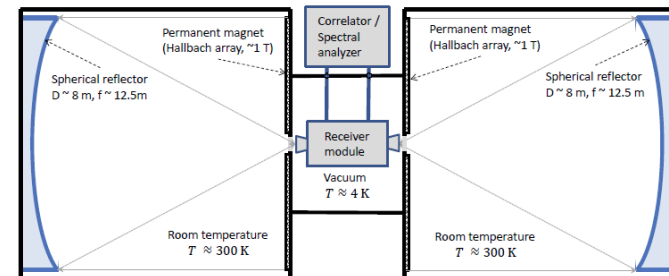 Permanent magnet
(Hallbach array, ~1 T)
Spherical reflector
D ~ 8 m, f ~ 12.5m
Room temperature
T ≈ 300 K
Correlator /
Spectral
analyzer
Receiver
module
Vacuum
T ≈ 4 K
Permanent magnet
(Hallbach array, ~1 T)
Spherical reflector
D ~ 8 m, f ~ 12.5m
Room temperature
T ≈ 300 K